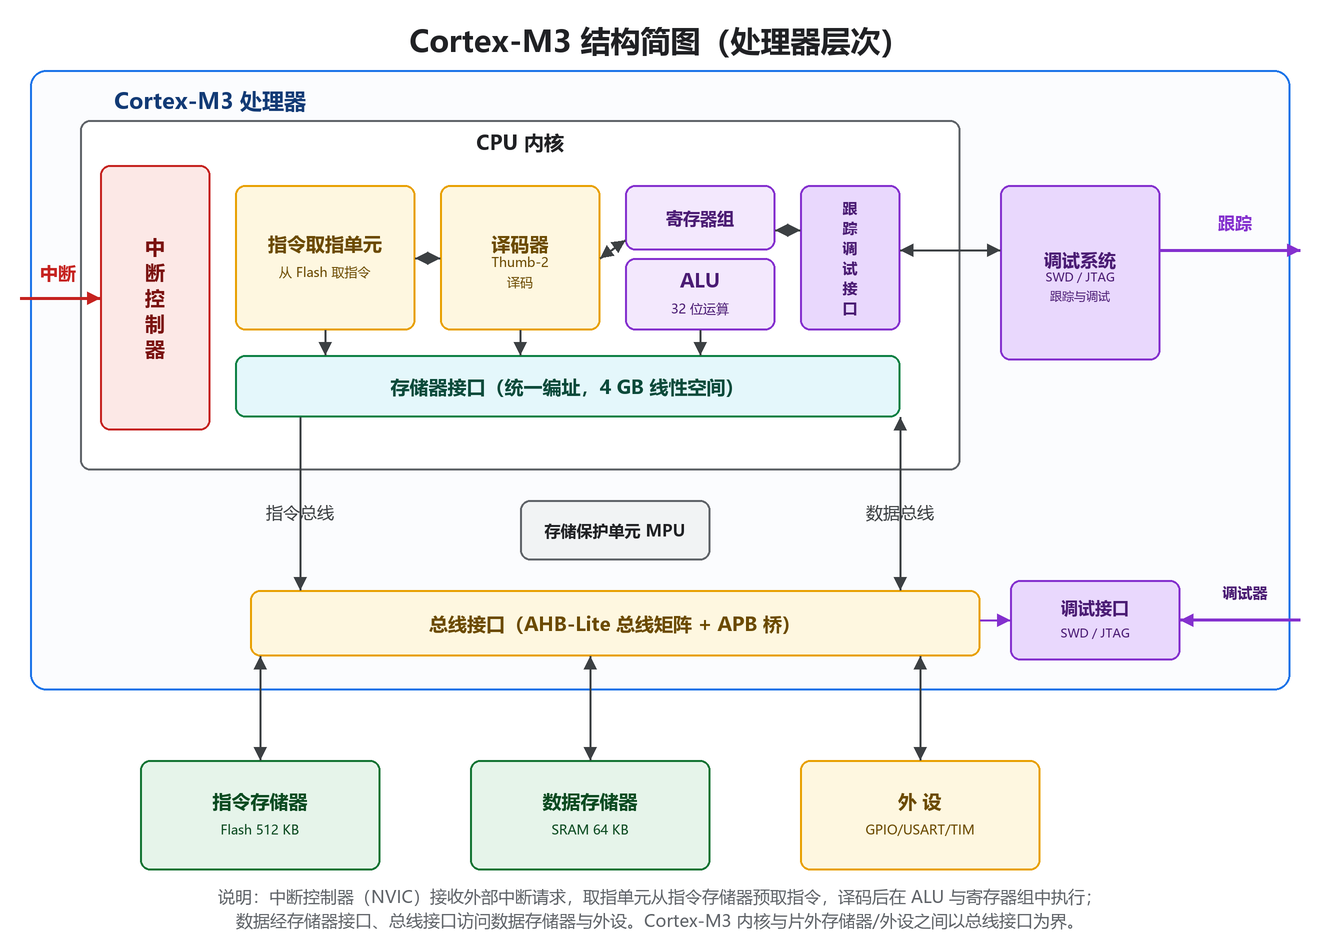 Cortex-M3 结构简图（处理器层次）
Cortex-M3 处理器
CPU 内核
中断
中
断
控
制
器
指令取指单元
从 Flash 取指令
译码器
Thumb-2
译码
寄存器组
ALU
32 位运算
跟
踪
调
试
接
口
调试系统
SWD / JTAG
跟踪与调试
跟踪
存储器接口（统一编址，4 GB 线性空间）
指令总线
存储保护单元 MPU
数据总线
总线接口（AHB-Lite 总线矩阵 + APB 桥）
调试接口
SWD / JTAG
调试器
指令存储器
Flash 512 KB
数据存储器
SRAM 64 KB
外 设
GPIO/USART/TIM
说明：中断控制器（NVIC）接收外部中断请求，取指单元从指令存储器预取指令，译码后在 ALU 与寄存器组中执行；
数据经存储器接口、总线接口访问数据存储器与外设。Cortex-M3 内核与片外存储器/外设之间以总线接口为界。